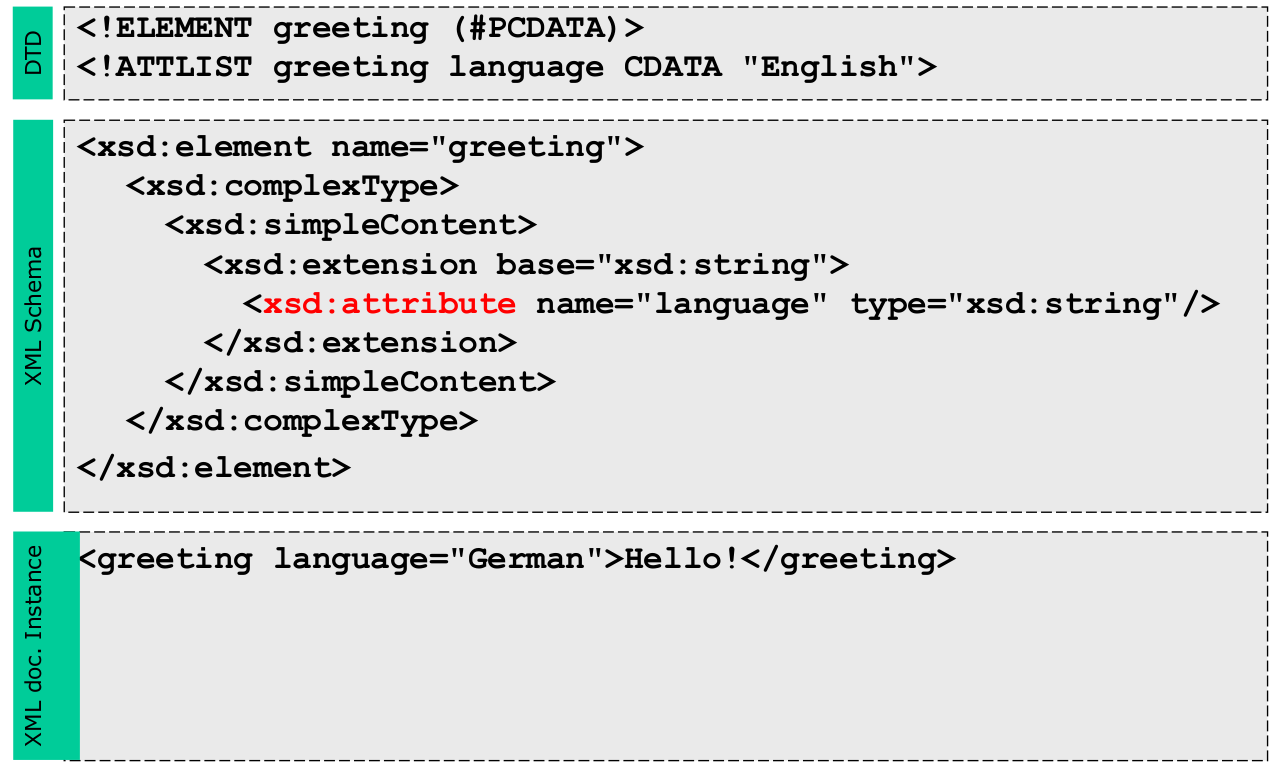 DTD
<!ELEMENT greeting (#PCDATA)>
<!ATTLIST greeting language CDATA "English">
XML Schema
<xsd:element name="greeting">
<xsd:complexType>
<xsd:simpleContent>
<xsd:extension base="xsd:string">
<xsd:attribute name="language" type="xsd:string"/>
</xsd:extension>
</xsd:simpleContent>
</xsd:complexType>
</xsd:element>
XML doc. Instance
<greeting language="German">Hello!</greeting>